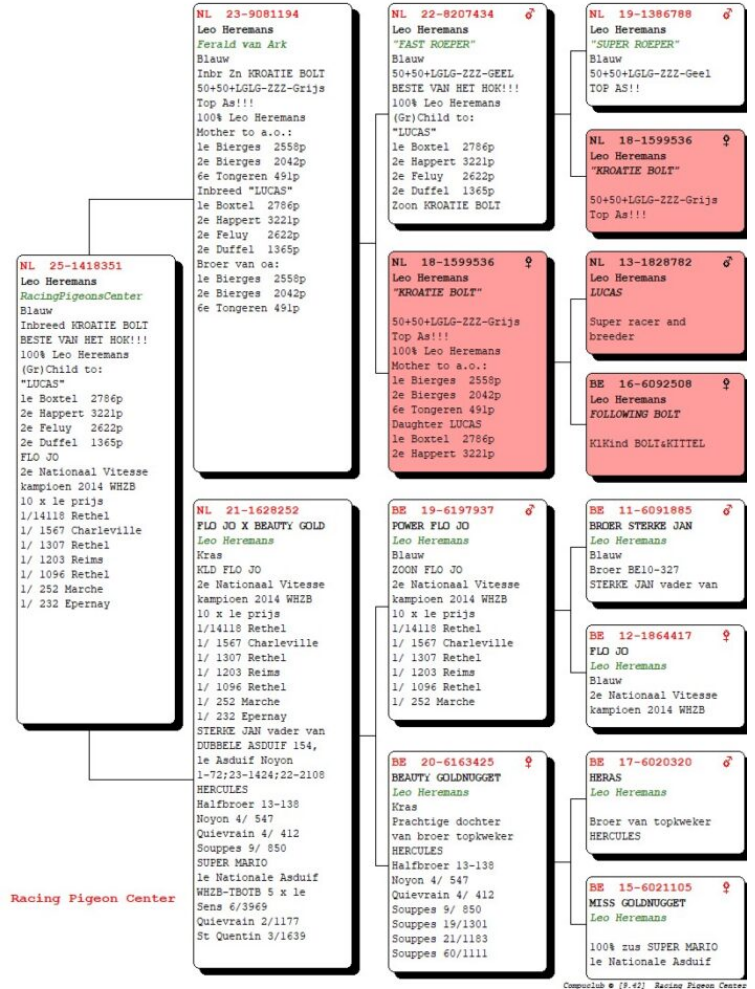 NL 25-1418351
Leo Heremans
RacingPigeonsCenter
Blauw
Inbreed KROATIE BOLT
BESTE VAN HET HOK!!!
100% Leo Heremans
(Gr)Child to:
"LUCAS"
1e Boxtel 2786p
2e Happert 3221p
2e Feluy 2622p
2e Duffel 1365p
FLO JO
2e Nationaal Vitesse
kampioen 2014 WHZB
10 x 1e prijs
1/14118 Rethel
1/ 1567 Charleville
1/ 1307 Rethel
1/ 1203 Reims
1/ 1096 Rethel
1/ 252 Marche
1/ 232 Epernay
Racing Pigeon Center
NL 23-9081194
Leo Heremans
Ferald van Ark
Blauw
Inbr Zn KROATIE BOLT
50+50+LGLG-ZZZ-Grijs
Top As!!!
100% Leo Heremans
Mother to a.o.:
1e Bierges 2558p
2e Bierges 2042p
6e Tongeren 491p
Inbreed "LUCAS"
1e Boxtel 2786p
2e Happert 3221p
2e Feluy 2622p
2e Duffel 1365p
Broer van oa:
1e Bierges 2558p
2e Bierges 2042p
6e Tongeren 491p
NL 21-1628252
FLO JO X BEAUTY GOLD
Leo Heremans
Kras
KLD FLO JO
2e Nationaal Vitesse
kampioen 2014 WHZB
10 x 1e prijs
1/14118 Rethel
1/ 1567 Charleville
1/ 1307 Rethel
1/ 1203 Reims
1/ 1096 Rethel
1/ 252 Marche
1/ 232 Epernay
STERKE JAN vader van
DUBBELE ASDUIF 154,
1e Asduif Noyon
1-72;23-1424;22-2108
HERCULES
Halfbroer 13-138
Noyon 4/ 547
Quievrain 4/ 412
Souppes 9/ 850
SUPER MARIO
1e Nationale Asduif
WHZB-TBOTB 5 x 1e
Sens 6/3969
Quievrain 2/1177
St Quentin 3/1639
NL 22-8207434 ♂
Leo Heremans
"FAST ROEPER"
Blauw
50+50+LGLG-ZZZ-GEEL
BESTE VAN HET HOK!!!
100% Leo Heremans
(Gr)Child to:
"LUCAS"
1e Boxtel 2786p
2e Happert 3221p
2e Feluy 2622p
2e Duffel 1365p
Zoon KROATIE BOLT
NL 18-1599536 ♀
Leo Heremans
"KROATIE BOLT"
50+50+LGLG-ZZZ-Grijs
Top As!!!
100% Leo Heremans
Mother to a.o.:
1e Bierges 2558p
2e Bierges 2042p
6e Tongeren 491p
Daughter LUCAS
1e Boxtel 2786p
2e Happert 3221p
BE 19-6197937 ♂
POWER FLO JO
Leo Heremans
Blauw
ZOON FLO JO
2e Nationaal Vitesse
kampioen 2014 WHZB
10 x 1e prijs
1/14118 Rethel
1/ 1567 Charleville
1/ 1307 Rethel
1/ 1203 Reims
1/ 1096 Rethel
1/ 252 Marche
BE 20-6163425 ♀
BEAUTY GOLDNUGGET
Leo Heremans
Kras
Prachtige dochter
van broer topkweker
HERCULES
Halfbroer 13-138
Noyon 4/ 547
Quievrain 4/ 412
Souppes 9/ 850
Souppes 19/1301
Souppes 21/1183
Souppes 60/1111
NL 19-1386788 ♂
Leo Heremans
"SUPER ROEPER"
Blauw
50+50+LGLG-ZZZ-Geel
TOP AS!!
NL 18-1599536 ♀
Leo Heremans
"KROATIE BOLT"
50+50+LGLG-ZZZ-Grijs
Top As!!!
NL 13-1828782 ♂
Leo Heremans
LUCAS
Super racer and
breeder
BE 16-6092508 ♀
Leo Heremans
FOLLOWING BOLT
KlKind BOLT&KITTEL
BE 11-6091885 ♂
BROER STERKE JAN
Leo Heremans
Blauw
Broer BE10-327
STERKE JAN vader van
BE 12-1864417 ♀
FLO JO
Leo Heremans
Blauw
2e Nationaal Vitesse
kampioen 2014 WHZB
BE 17-6020320 ♂
HERAS
Leo Heremans
Broer van topkweker
HERCULES
BE 15-6021105 ♀
MISS GOLDNUGGET
Leo Heremans
100% zus SUPER MARIO
1e Nationale Asduif
Compuclub © [9.42] Racing Pigeon Center